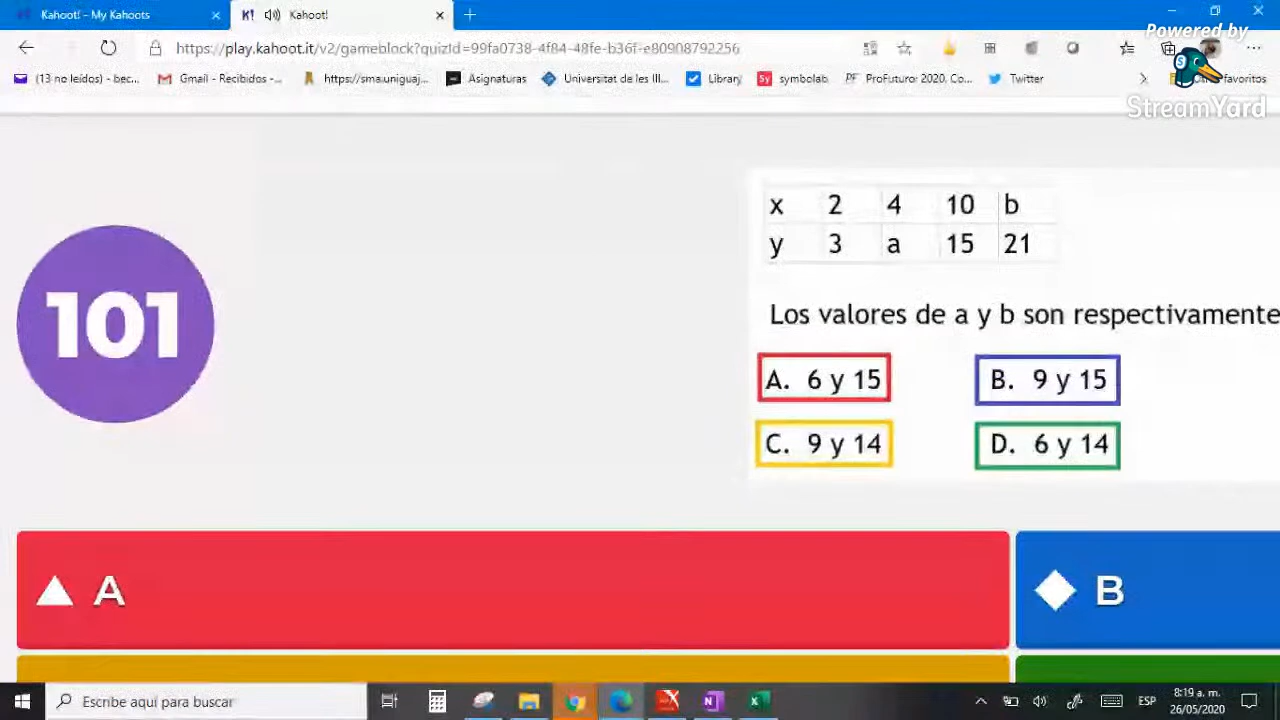 Kahoot! - My Kahoots
K! Kahoot!
Powered by
https://play.kahoot.it/v2/gameblock?quizId=99fa0738-4f84-48fe-b36f-e80908792256
(13 no leídos) - bec...
Gmail - Recibidos -...
https://sma.uniguaj...
Asignaturas
Universitat de les Ill...
Library
Sy symbolab
PF ProFuturo: 2020, Co...
Twitter
favoritos
StreamYard
x 2 4 10 b
y 3 a 15 21
101
Los valores de a y b son respectivamente
A. 6 y 15
B. 9 y 15
C. 9 y 14
D. 6 y 14
A
B
Escribe aquí para buscar
ESP
8:19 a. m.
26/05/2020